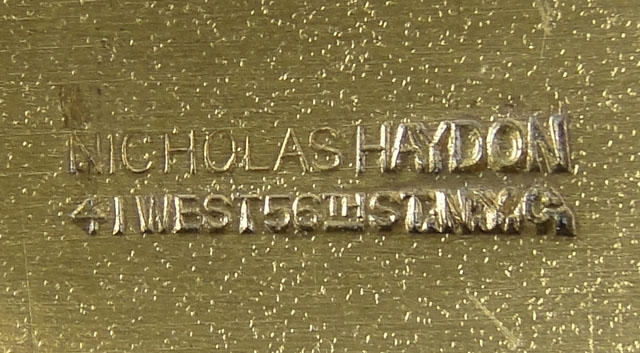 NICHOLAS HAYDON
41 WEST 56TH ST. N.Y.C.